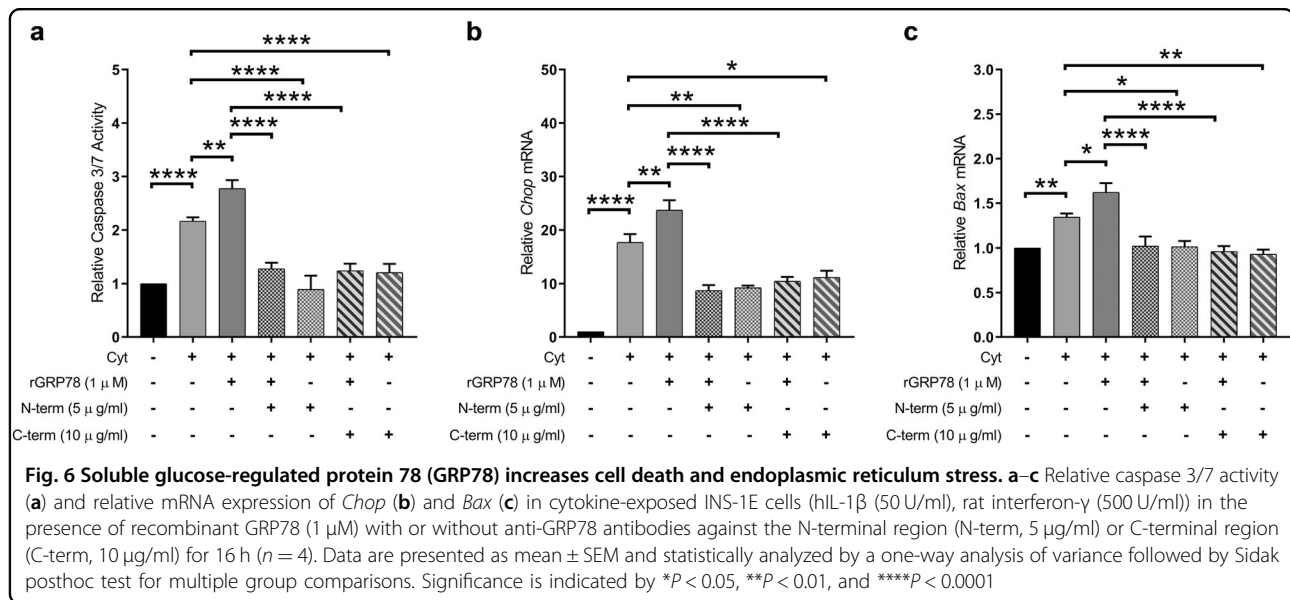 a
b
c
****
****
****
****
**
****
5
4
3
2
1
0
Relative Caspase 3/7 Activity
*
**
****
****
**
****
50
40
30
20
10
0
Relative Chop mRNA
**
*
****
****
*
**
3.0
2.5
2.0
1.5
1.0
0.5
0.0
Relative Bax mRNA
Cyt - + + + + + + Cyt - + + + + + + Cyt - + + + + + +
rGRP78 (1 μM) - - + + - + - rGRP78 (1 μM) - - + + - + - rGRP78 (1 μM) - - + + - + -
N-term (5 μg/ml) - - - + + - - N-term (5 μg/ml) - - - + + - - N-term (5 μg/ml) - - - + + - -
C-term (10 μg/ml) - - - - - + + C-term (10 μg/ml) - - - - - + + C-term (10 μg/ml) - - - - - + +
Fig. 6 Soluble glucose-regulated protein 78 (GRP78) increases cell death and endoplasmic reticulum stress. a–c Relative caspase 3/7 activity
(a) and relative mRNA expression of Chop (b) and Bax (c) in cytokine-exposed INS-1E cells (hIL-1β (50 U/ml), rat interferon-γ (500 U/ml)) in the
presence of recombinant GRP78 (1 μM) with or without anti-GRP78 antibodies against the N-terminal region (N-term, 5 μg/ml) or C-terminal region
(C-term, 10 μg/ml) for 16 h (n = 4). Data are presented as mean ± SEM and statistically analyzed by a one-way analysis of variance followed by Sidak
posthoc test for multiple group comparisons. Significance is indicated by *P < 0.05, **P < 0.01, and ****P < 0.0001